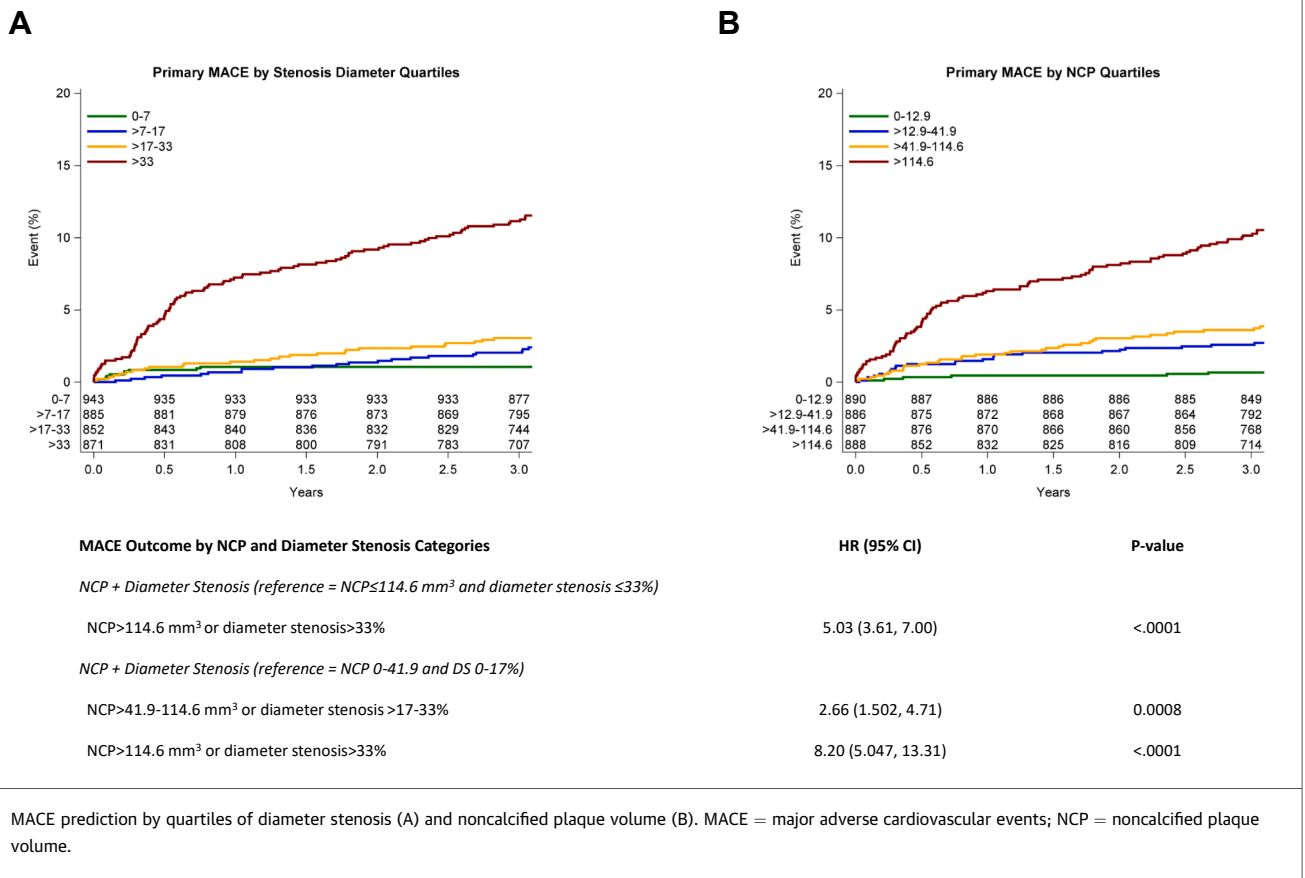 A
Primary MACE by Stenosis Diameter Quartiles
Event (%)
20
15
10
5
0
0-7
>7-17
>17-33
>33
0-7 943 935 933 933 933 933 877
>7-17 885 881 879 876 873 869 795
>17-33 852 843 840 836 832 829 744
>33 871 831 808 800 791 783 707
0.0 0.5 1.0 1.5 2.0 2.5 3.0
Years
B
Primary MACE by NCP Quartiles
Event (%)
20
15
10
5
0
0-12.9
>12.9-41.9
>41.9-114.6
>114.6
0-12.9 890 887 886 886 886 885 849
>12.9-41.9 886 875 872 868 867 864 792
>41.9-114.6 887 876 870 866 860 856 768
>114.6 888 852 832 825 816 809 714
0.0 0.5 1.0 1.5 2.0 2.5 3.0
Years
MACE Outcome by NCP and Diameter Stenosis Categories HR (95% CI) P-value
NCP + Diameter Stenosis (reference = NCP≤114.6 mm³ and diameter stenosis ≤33%)
NCP>114.6 mm³ or diameter stenosis>33% 5.03 (3.61, 7.00) <.0001
NCP + Diameter Stenosis (reference = NCP 0-41.9 and DS 0-17%)
NCP>41.9-114.6 mm³ or diameter stenosis >17-33% 2.66 (1.502, 4.71) 0.0008
NCP>114.6 mm³ or diameter stenosis>33% 8.20 (5.047, 13.31) <.0001
MACE prediction by quartiles of diameter stenosis (A) and noncalcified plaque volume (B). MACE = major adverse cardiovascular events; NCP = noncalcified plaque
volume.